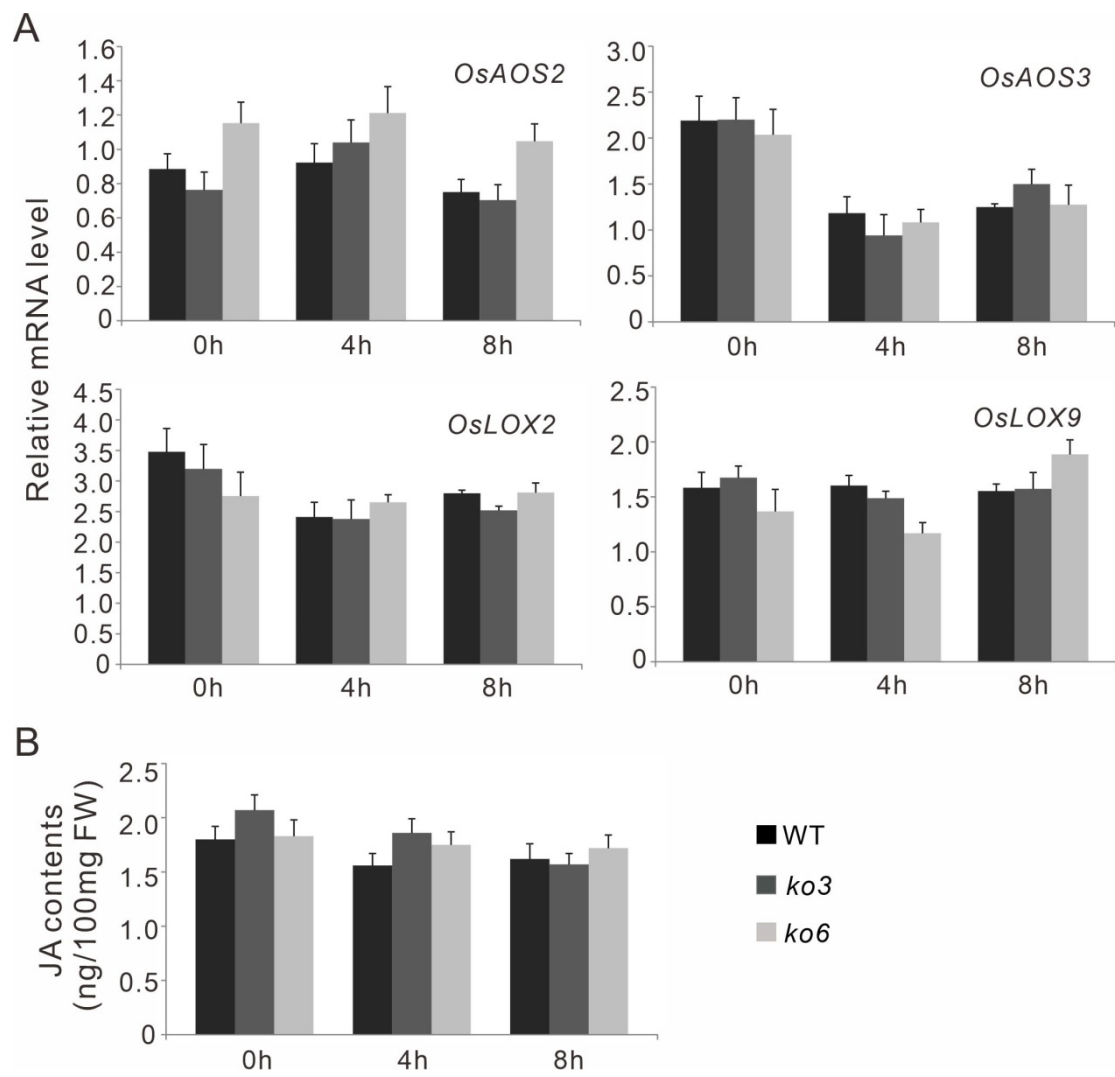 A
Relative mRNA level
OsAOS2
1.6
1.4
1.2
1.0
0.8
0.6
0.4
0.2
0
0h 4h 8h
OsAOS3
3.0
2.5
2.0
1.5
1.0
0.5
0
0h 4h 8h
OsLOX2
4.5
4.0
3.5
3.0
2.5
2.0
1.5
1.0
0.5
0
0h 4h 8h
OsLOX9
1.5
2.0
1.5
1.0
0.5
0
0h 4h 8h
B
JA contents
(ng/100mg FW)
2.5
2.0
1.5
1.0
0.5
0
0h 4h 8h
WT
ko3
ko6